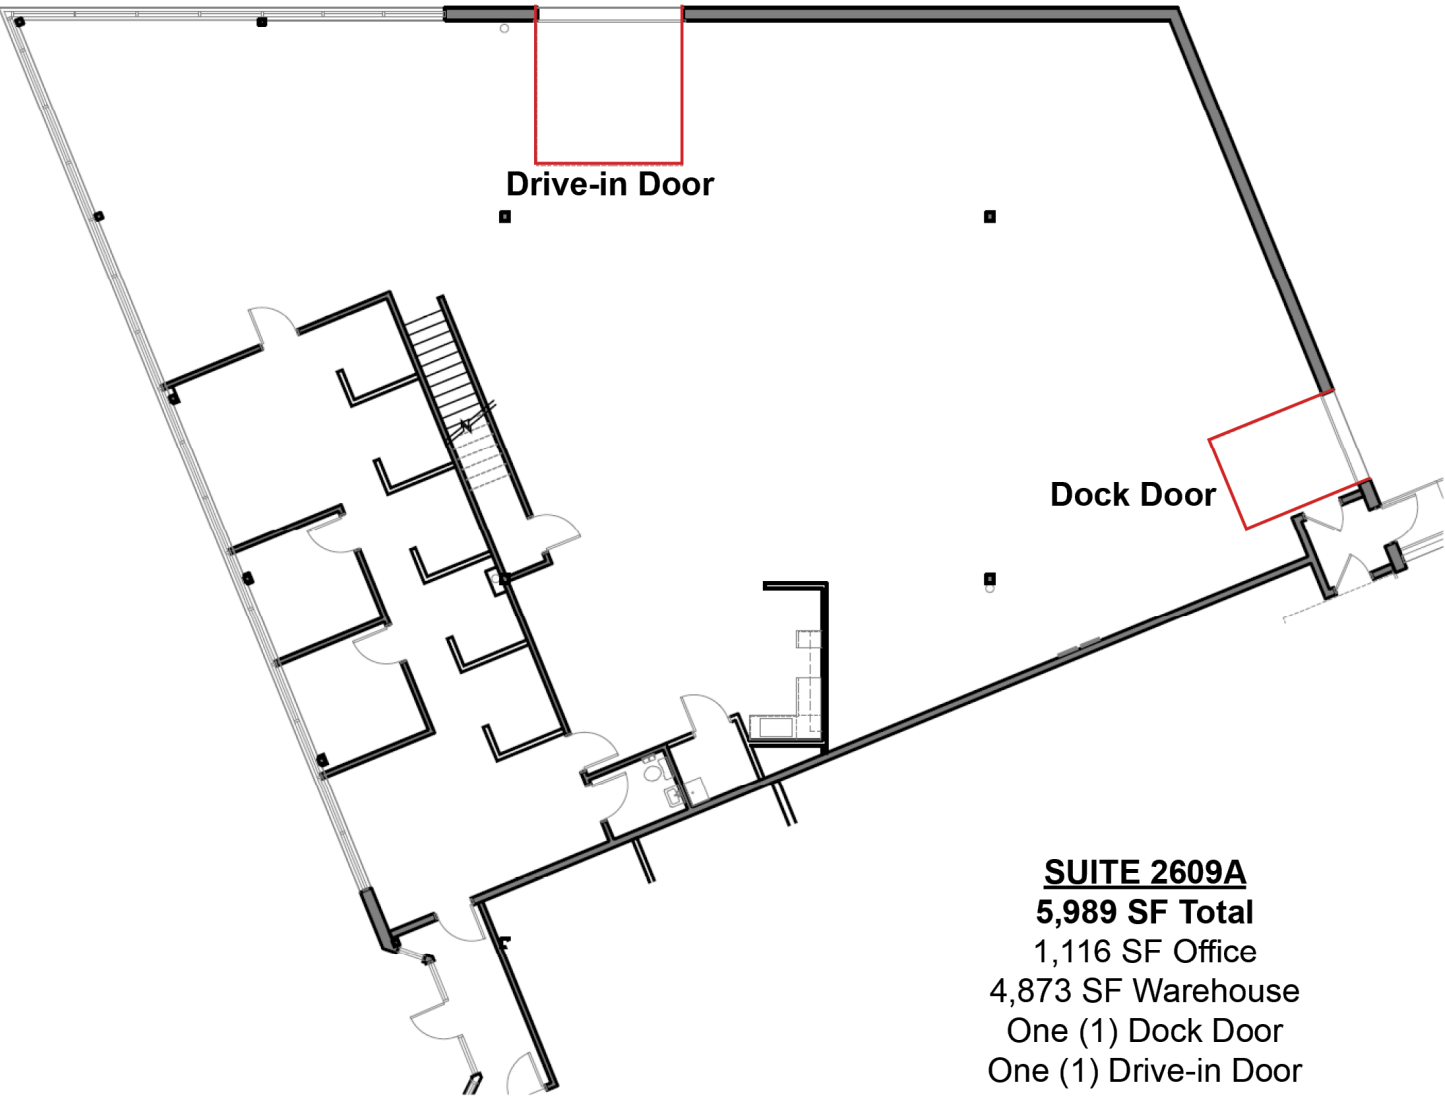 Drive-in Door
Dock Door
N
SUITE 2609A
5,989 SF Total
1,116 SF Office
4,873 SF Warehouse
One (1) Dock Door
One (1) Drive-in Door